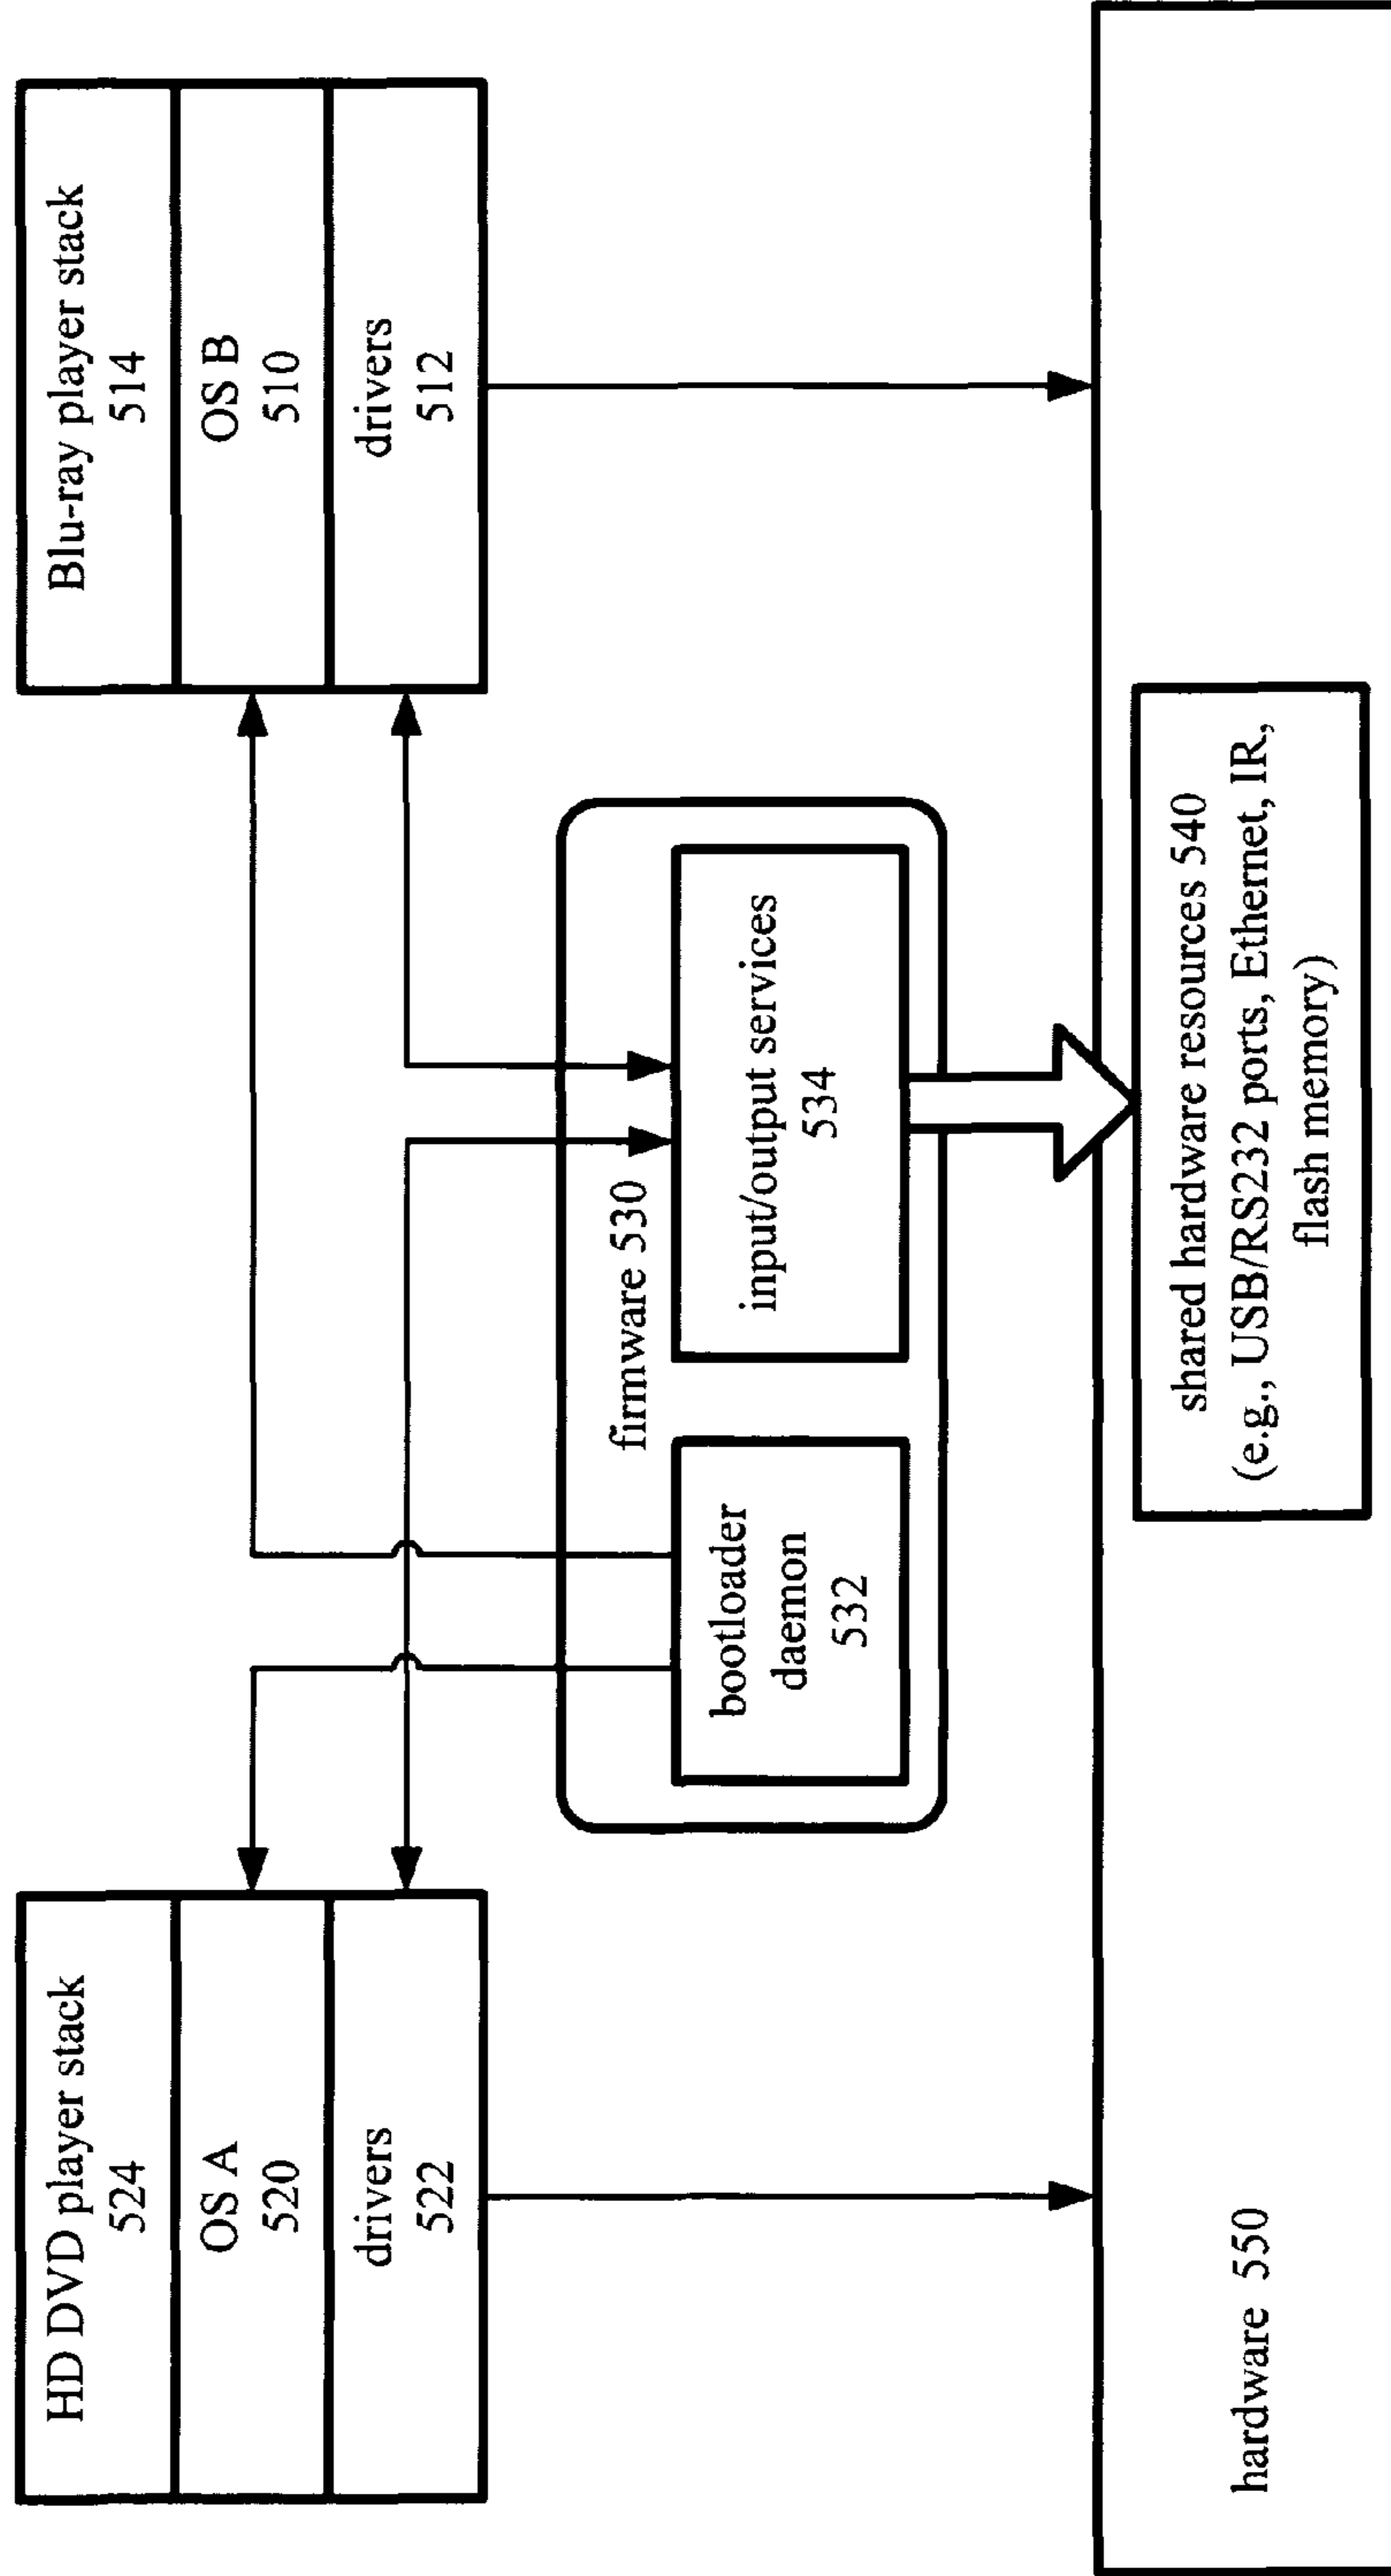 HD DVD player stack
524
OS A
520
drivers
522
Blu-ray player stack
514
OS B
510
drivers
512
firmware 530
bootloader
daemon
532
input/output services
534
hardware 550
shared hardware resources 540
(e.g., USB/RS232 ports, Ethernet, IR,
flash memory)